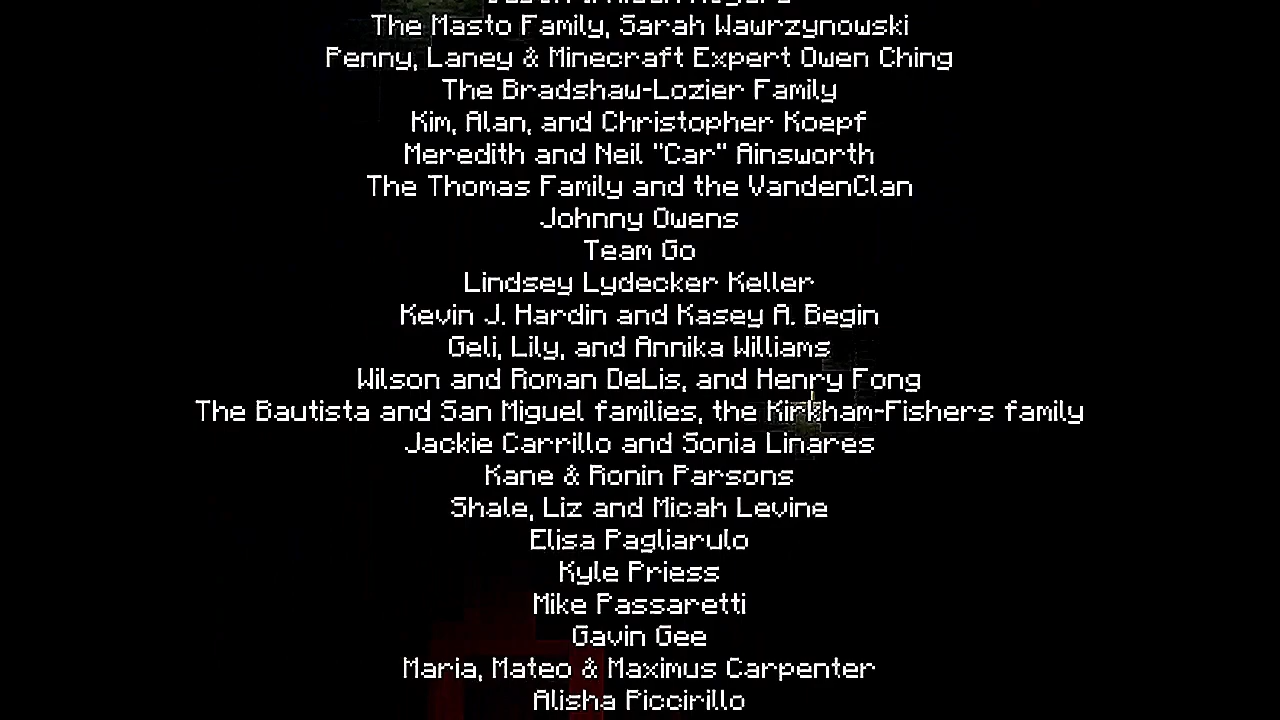 The Masto Family, Sarah Wawrzynowski
Penny, Laney & Minecraft Expert Owen Ching
The Bradshaw-Lozier Family
Kim, Alan, and Christopher Koepf
Meredith and Neil "Car" Ainsworth
The Thomas Family and the VandenClan
Johnny Owens
Team Go
Lindsey Lydecker Keller
Kevin J. Hardin and Kasey A. Begin
Geli, Lily, and Annika Williams
Wilson and Roman DeLis, and Henry Fong
The Bautista and San Miguel families, the Kirkham-Fishers family
Jackie Carrillo and Sonia Linares
Kane & Ronin Parsons
Shale, Liz and Micah Levine
Elisa Pagliarulo
Kyle Priess
Mike Passaretti
Gavin Gee
Maria, Mateo & Maximus Carpenter
Alisha Piccirillo